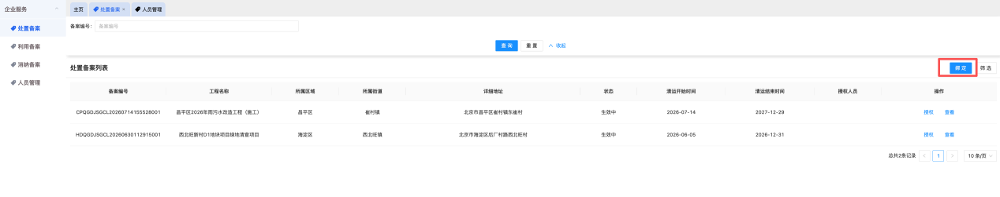 企业服务
主页 处置备案 × 人员管理
处置备案
利用备案
消纳备案
人员管理
备案编号: 备案编号
查询 重置 收起
处置备案列表
绑定 筛选
备案编号 工程名称 所属区域 所属街道 详细地址 状态 清运开始时间 清运结束时间 授权人员 操作
CPQGDJSGCL20260714155528001 昌平区2026年雨污水改造工程（施工） 昌平区 崔村镇 北京市昌平区崔村镇东崔村 生效中 2026-07-14 2027-12-29 授权 查看
HDQGDJSGCL20260630112915001 西北旺新村D1地块项目绿地清查项目 海淀区 西北旺镇 北京市海淀区后厂村路西北旺村 生效中 2026-06-05 2026-12-31 授权 查看
总共2条记录 1 10 条/页